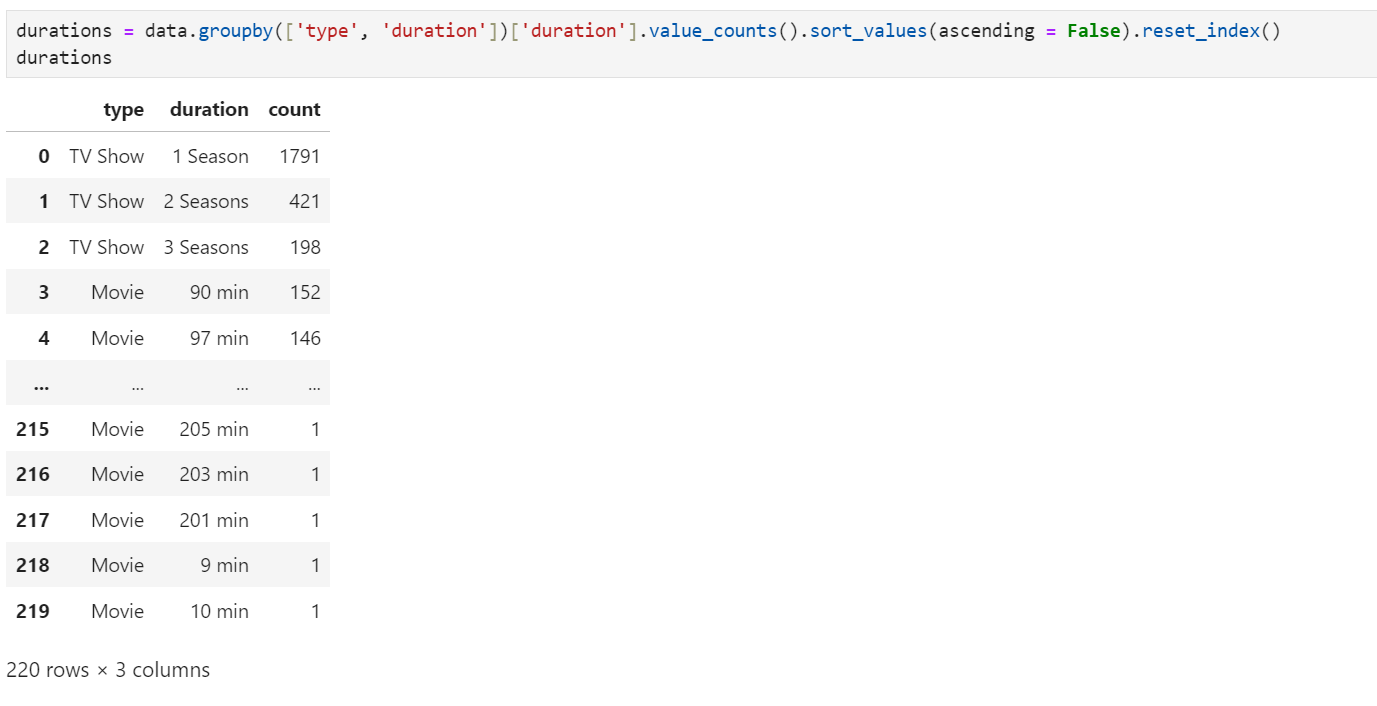 durations = data.groupby(['type', 'duration'])['duration'].value_counts().sort_values(ascending = False).reset_index()
durations
type duration count
0 TV Show 1 Season 1791
1 TV Show 2 Seasons 421
2 TV Show 3 Seasons 198
3 Movie 90 min 152
4 Movie 97 min 146
... ... ... ...
215 Movie 205 min 1
216 Movie 203 min 1
217 Movie 201 min 1
218 Movie 9 min 1
219 Movie 10 min 1
220 rows × 3 columns